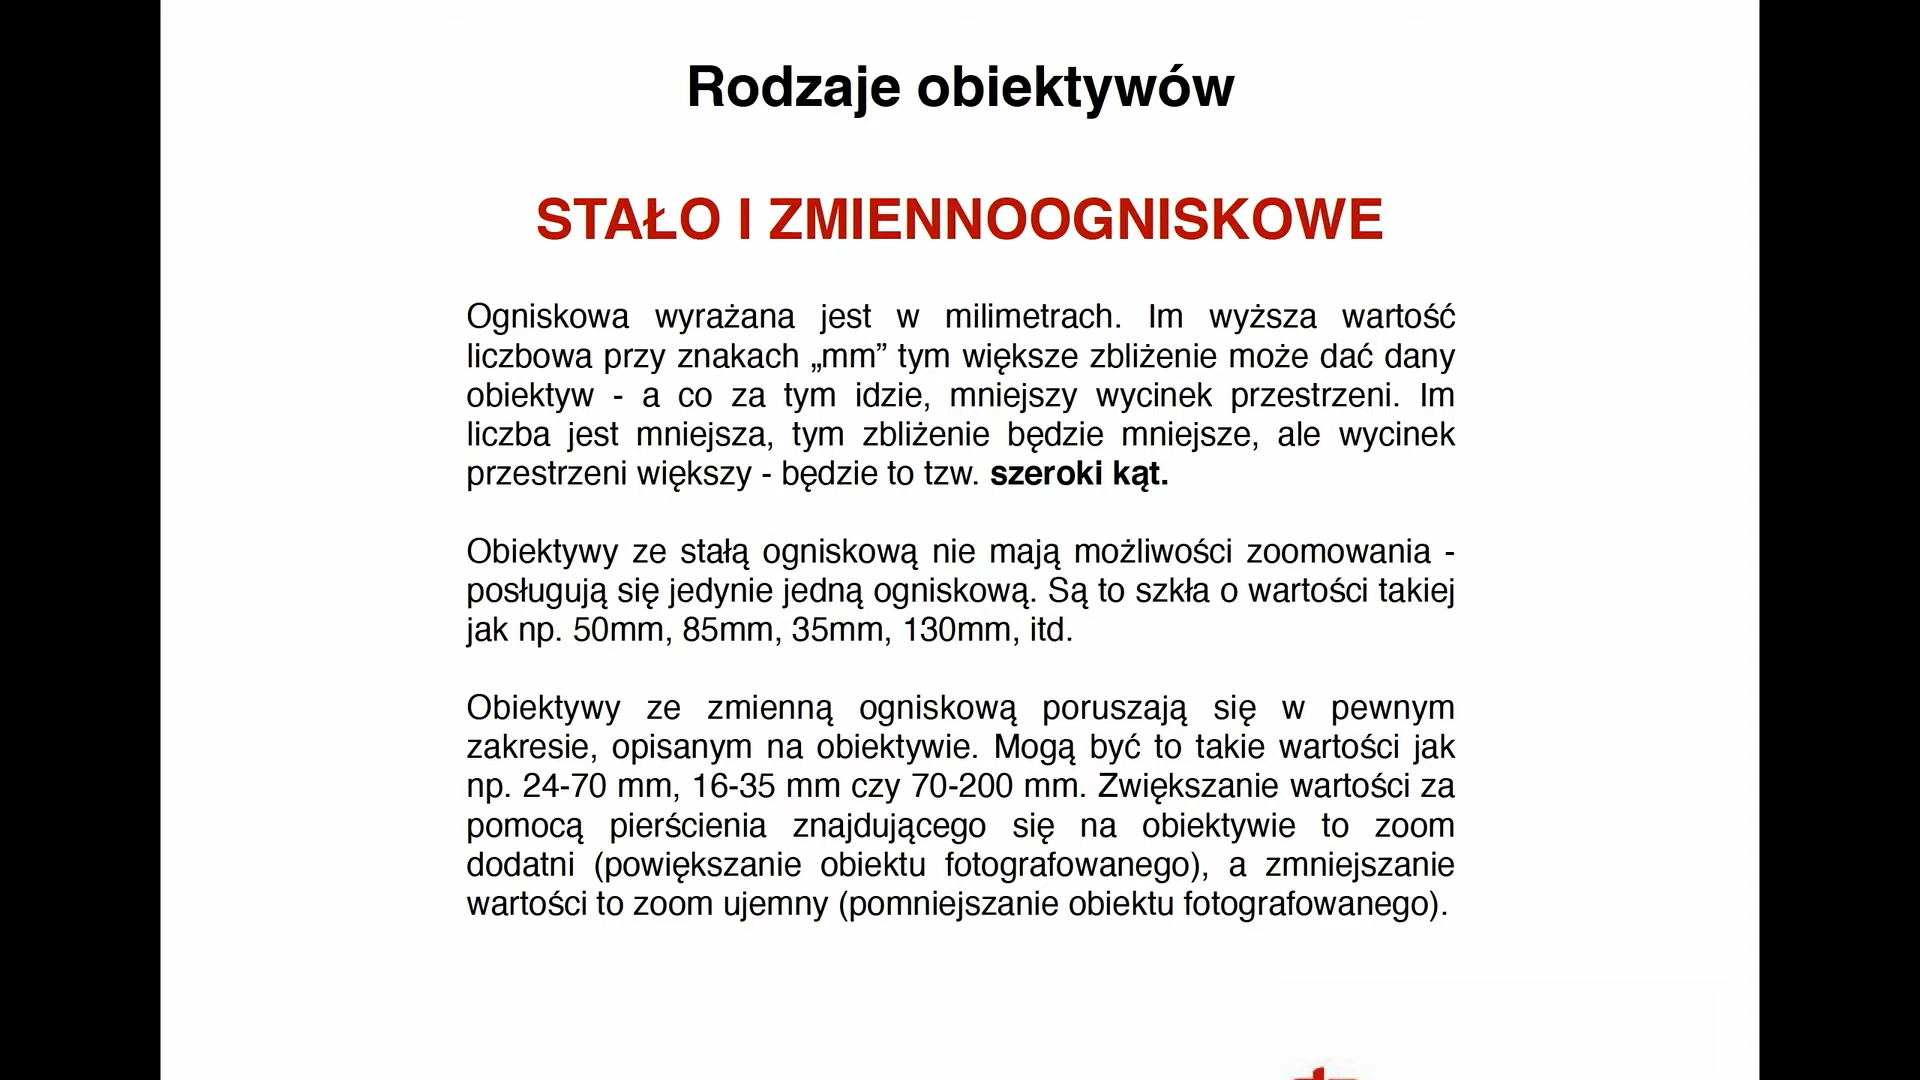 Rodzaje obiektywów
STAŁO I ZMIENNOOGNISKOWE
Ogniskowa wyrażana jest w milimetrach. Im wyższa wartość
liczbowa przy znakach „mm” tym większe zbliżenie może dać dany
obiektyw - a co za tym idzie, mniejszy wycinek przestrzeni. Im
liczba jest mniejsza, tym zbliżenie będzie mniejsze, ale wycinek
przestrzeni większy - będzie to tzw. szeroki kąt.
Obiektywy ze stałą ogniskową nie mają możliwości zoomowania -
posługują się jedynie jedną ogniskową. Są to szkła o wartości takiej
jak np. 50mm, 85mm, 35mm, 130mm, itd.
Obiektywy ze zmienną ogniskową poruszają się w pewnym
zakresie, opisanym na obiektywie. Mogą być to takie wartości jak
np. 24-70 mm, 16-35 mm czy 70-200 mm. Zwiększanie wartości za
pomocą pierścienia znajdującego się na obiektywie to zoom
dodatni (powiększanie obiektu fotografowanego), a zmniejszanie
wartości to zoom ujemny (pomniejszanie obiektu fotografowanego).